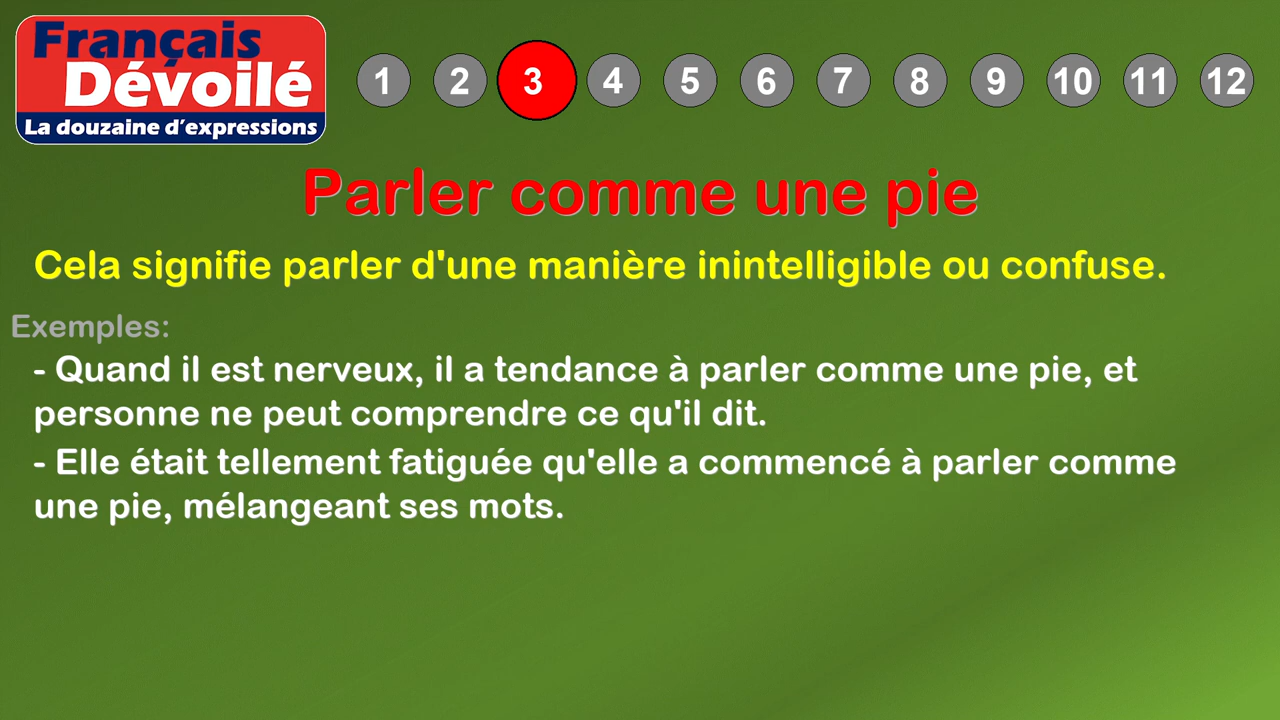 Français
Dévoilé
La douzaine d'expressions
1 2 3 4 5 6 7 8 9 10 11 12
Parler comme une pie
Cela signifie parler d'une manière inintelligible ou confuse.
Exemples:
- Quand il est nerveux, il a tendance à parler comme une pie, et
personne ne peut comprendre ce qu'il dit.
- Elle était tellement fatiguée qu'elle a commencé à parler comme
une pie, mélangeant ses mots.